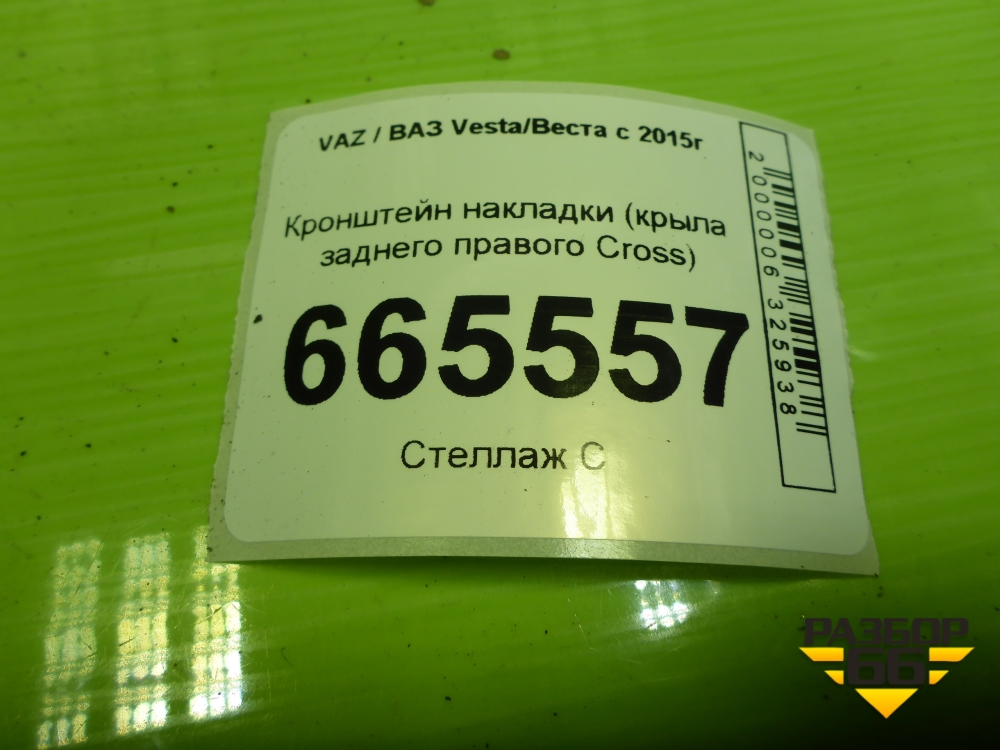 VAZ / ВАЗ Vesta/Веста с 2015г
Кронштейн накладки (крыла
заднего правого Cross)
665557
Стеллаж С
2000006325938
РАЗБОР
66